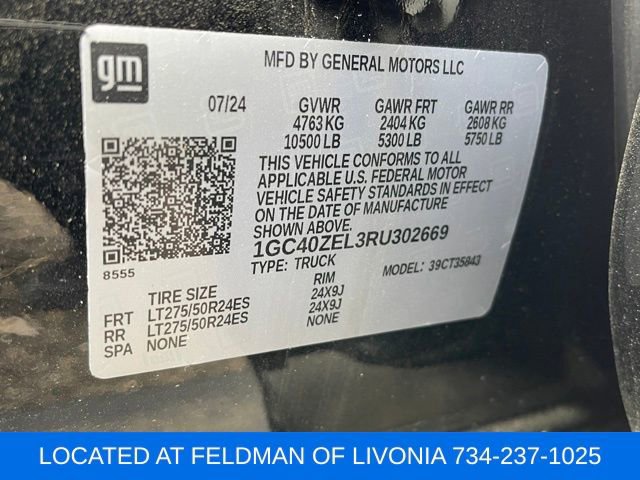 gm
MFD BY GENERAL MOTORS LLC
07/24 GVWR GAWR FRT GAWR RR
4763 KG 2404 KG 2608 KG
10500 LB 5300 LB 5750 LB
THIS VEHICLE CONFORMS TO ALL
APPLICABLE U.S. FEDERAL MOTOR
VEHICLE SAFETY STANDARDS IN EFFECT
ON THE DATE OF MANUFACTURE
SHOWN ABOVE.
1GC40ZEL3RU302669
8555 TYPE: TRUCK MODEL: 39CT35843
TIRE SIZE RIM
FRT LT275/50R24ES 24X9J
RR LT275/50R24ES 24X9J
SPA NONE NONE
LOCATED AT FELDMAN OF LIVONIA 734-237-1025